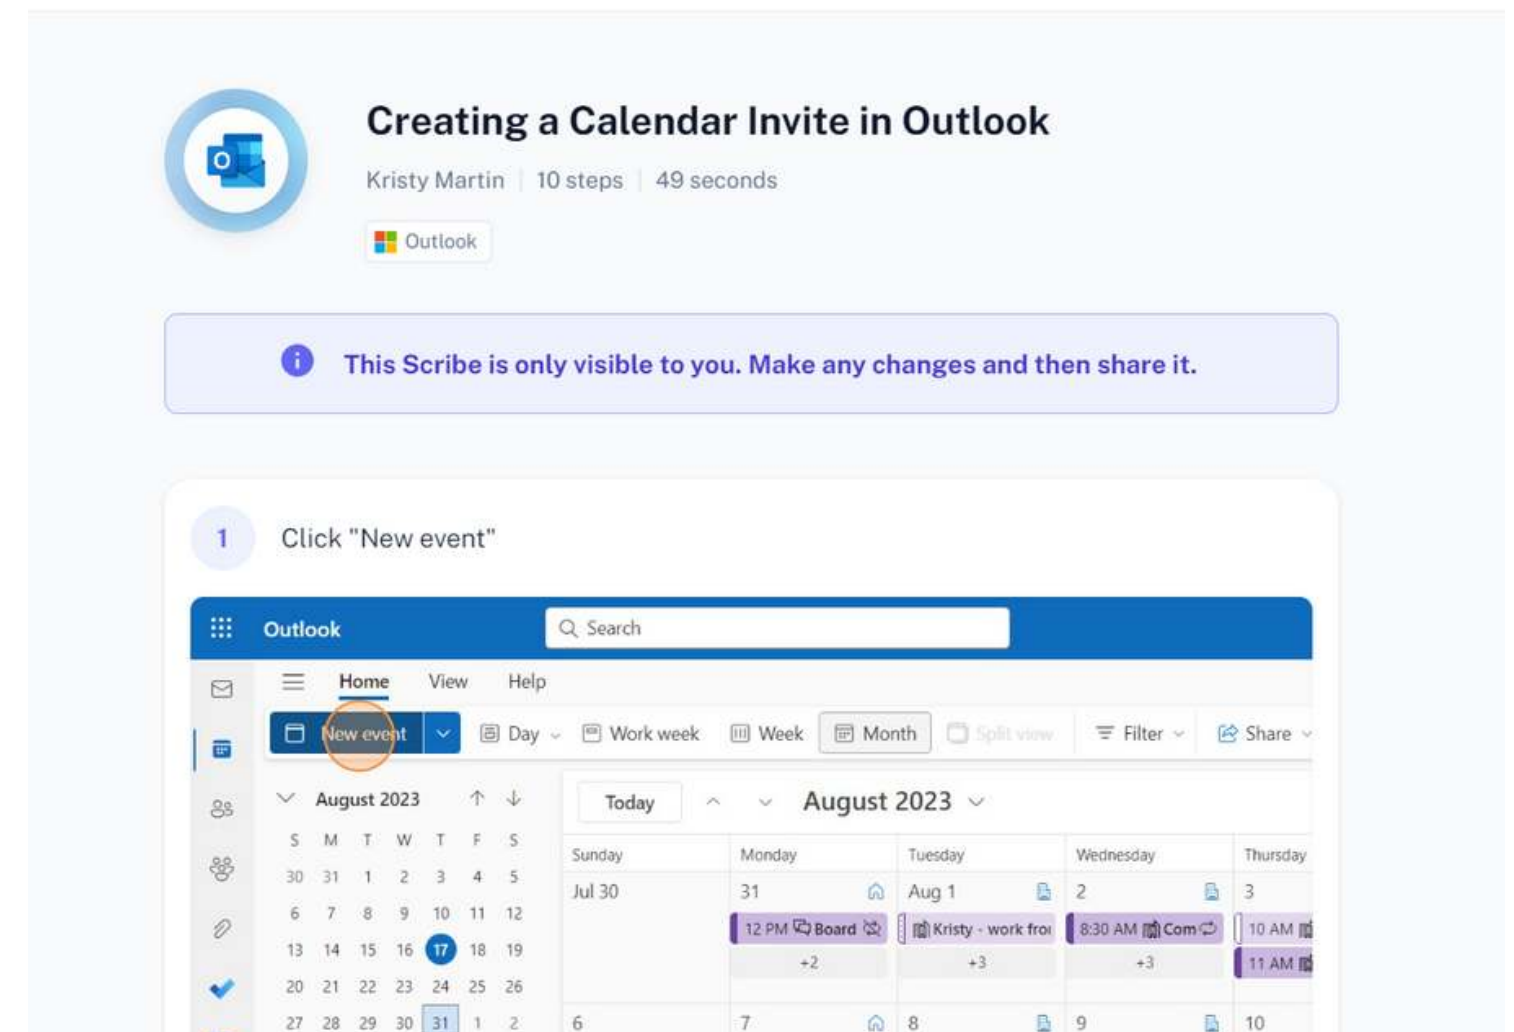 Creating a Calendar Invite in Outlook
Kristy Martin | 10 steps | 49 seconds
Outlook
This Scribe is only visible to you. Make any changes and then share it.
1 Click "New event"
Outlook Search
Home View Help
New event Day Work week Week Month Split view Filter Share
August 2023 Today August 2023
S M T W T F S
Sunday Monday Tuesday Wednesday Thursday
30 31 1 2 3 4 5
Jul 30 31 Aug 1 2 3
6 7 8 9 10 11 12
12 PM Board Kristy - work fro 8:30 AM Com 10 AM
13 14 15 16 17 18 19
+2 +3 +3 11 AM
20 21 22 23 24 25 26
27 28 29 30 31 1 2
6 7 8 9 10